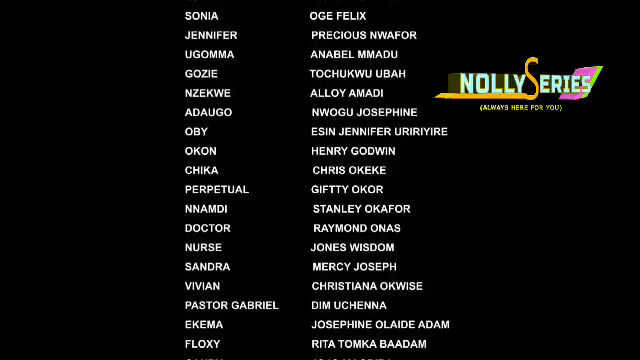 SONIA OGE FELIX
JENNIFER PRECIOUS NWAFOR
UGOMMA ANABEL MMADU
GOZIE TOCHUKWU UBAH
NZEKWE ALLOY AMADI
ADAUGO NWOGU JOSEPHINE
OBY ESIN JENNIFER URIRIYIRE
OKON HENRY GODWIN
CHIKA CHRIS OKEKE
PERPETUAL GIFTTY OKOR
NNAMDI STANLEY OKAFOR
DOCTOR RAYMOND ONAS
NURSE JONES WISDOM
SANDRA MERCY JOSEPH
VIVIAN CHRISTIANA OKWISE
PASTOR GABRIEL DIM UCHENNA
EKEMA JOSEPHINE OLAIDE ADAM
FLOXY RITA TOMKA BAADAM
NOLLYSERIES
(ALWAYS HERE FOR YOU)